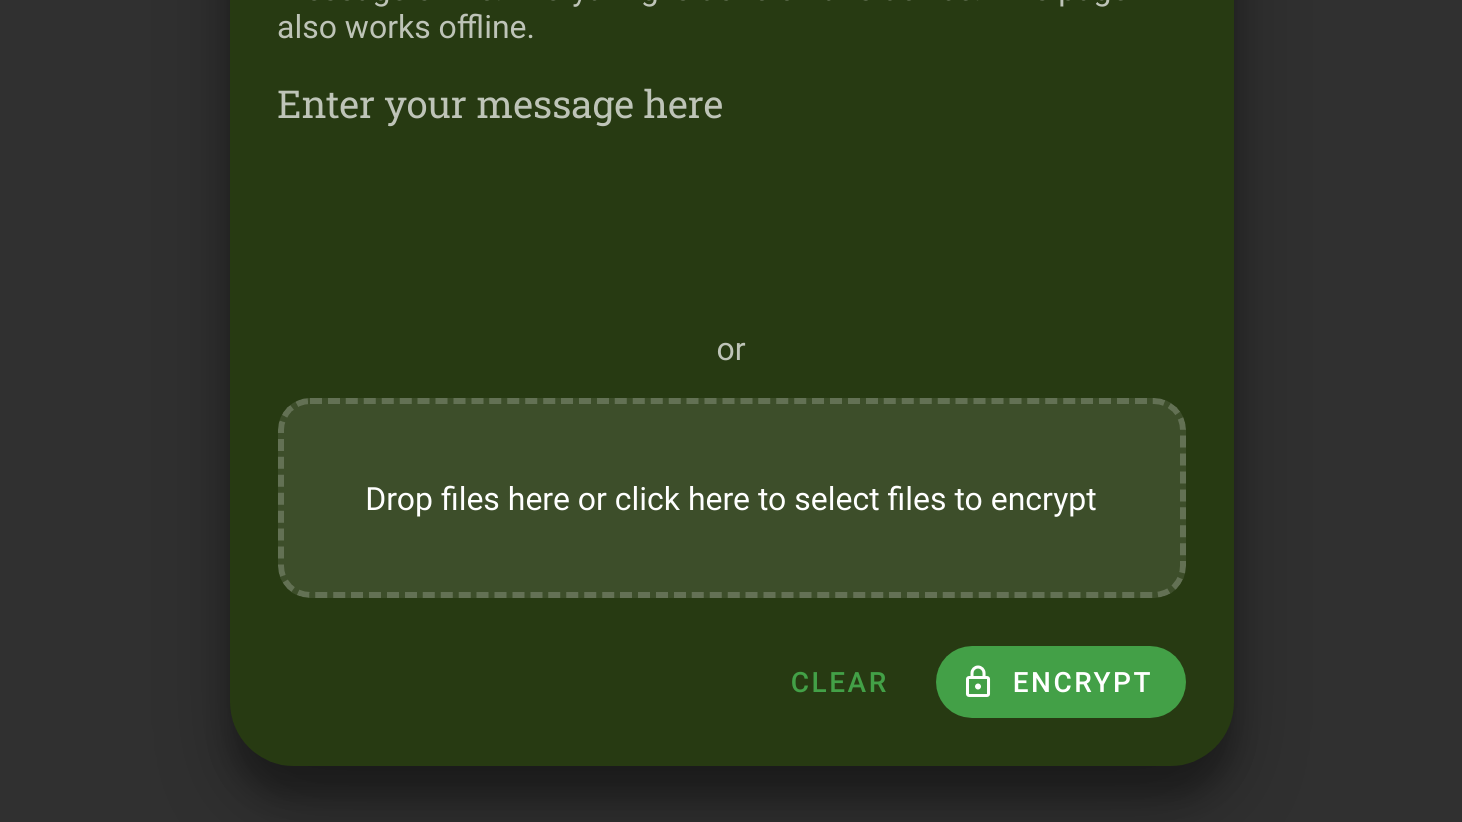 also works offline.
Enter your message here
or
Drop files here or click here to select files to encrypt
CLEAR
ENCRYPT